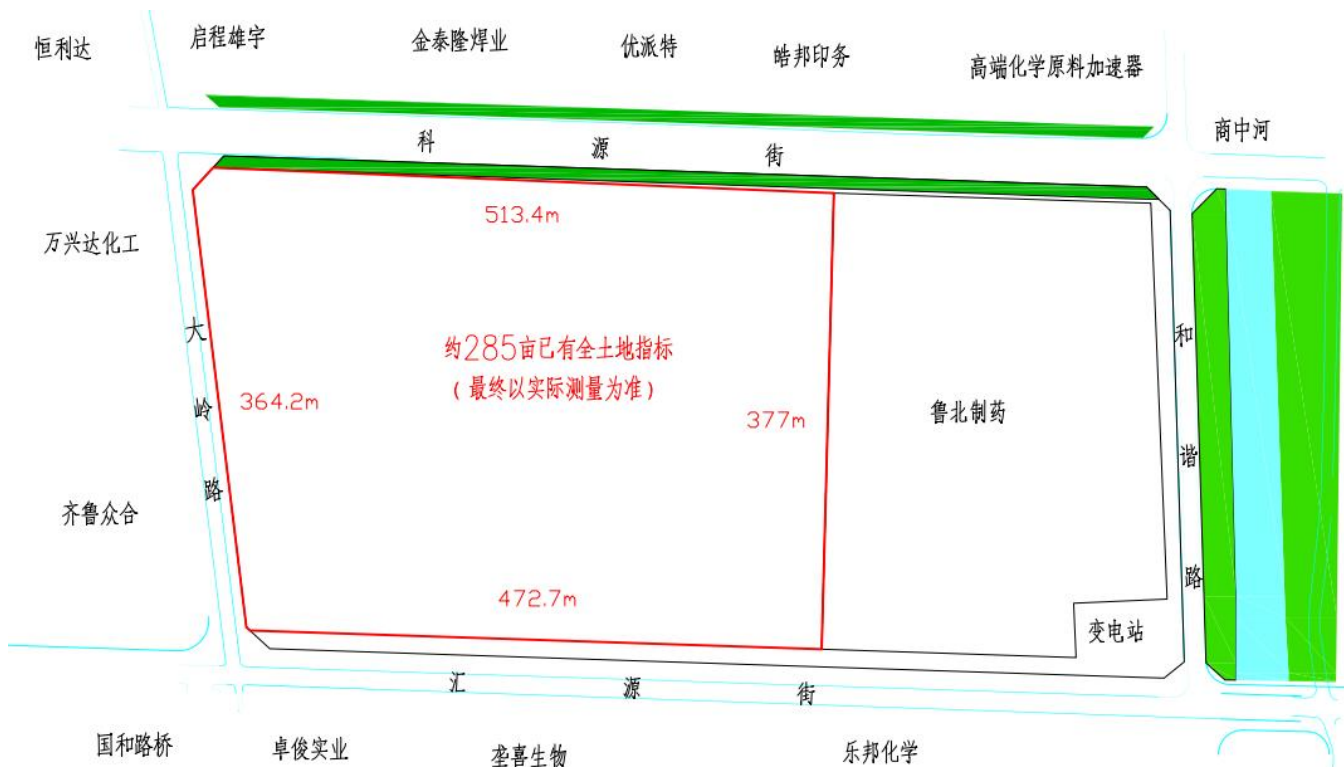 恒利达
启程雄宇
金泰隆焊业
优派特
皓邦印务
高端化学原料加速器
商中河
科源街
513.4m
万兴达化工
大岭路
约285亩已有全土地指标
(最终以实际测量为准)
364.2m
377m
鲁北制药
和谐路
齐鲁众合
472.7m
变电站
汇源街
国和路桥
卓俊实业
垄喜生物
乐邦化学